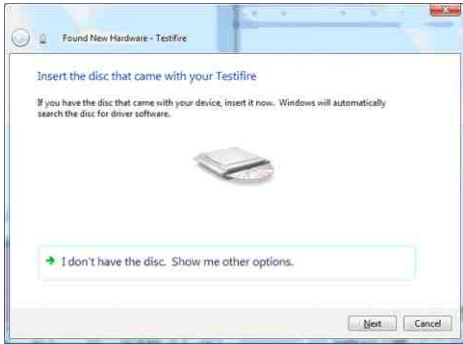 Found New Hardware - Testifire
Insert the disc that came with your Testifire
If you have the disc that came with your device, insert it now. Windows will automatically
search the disc for driver software.
I don't have the disc. Show me other options.
Next Cancel